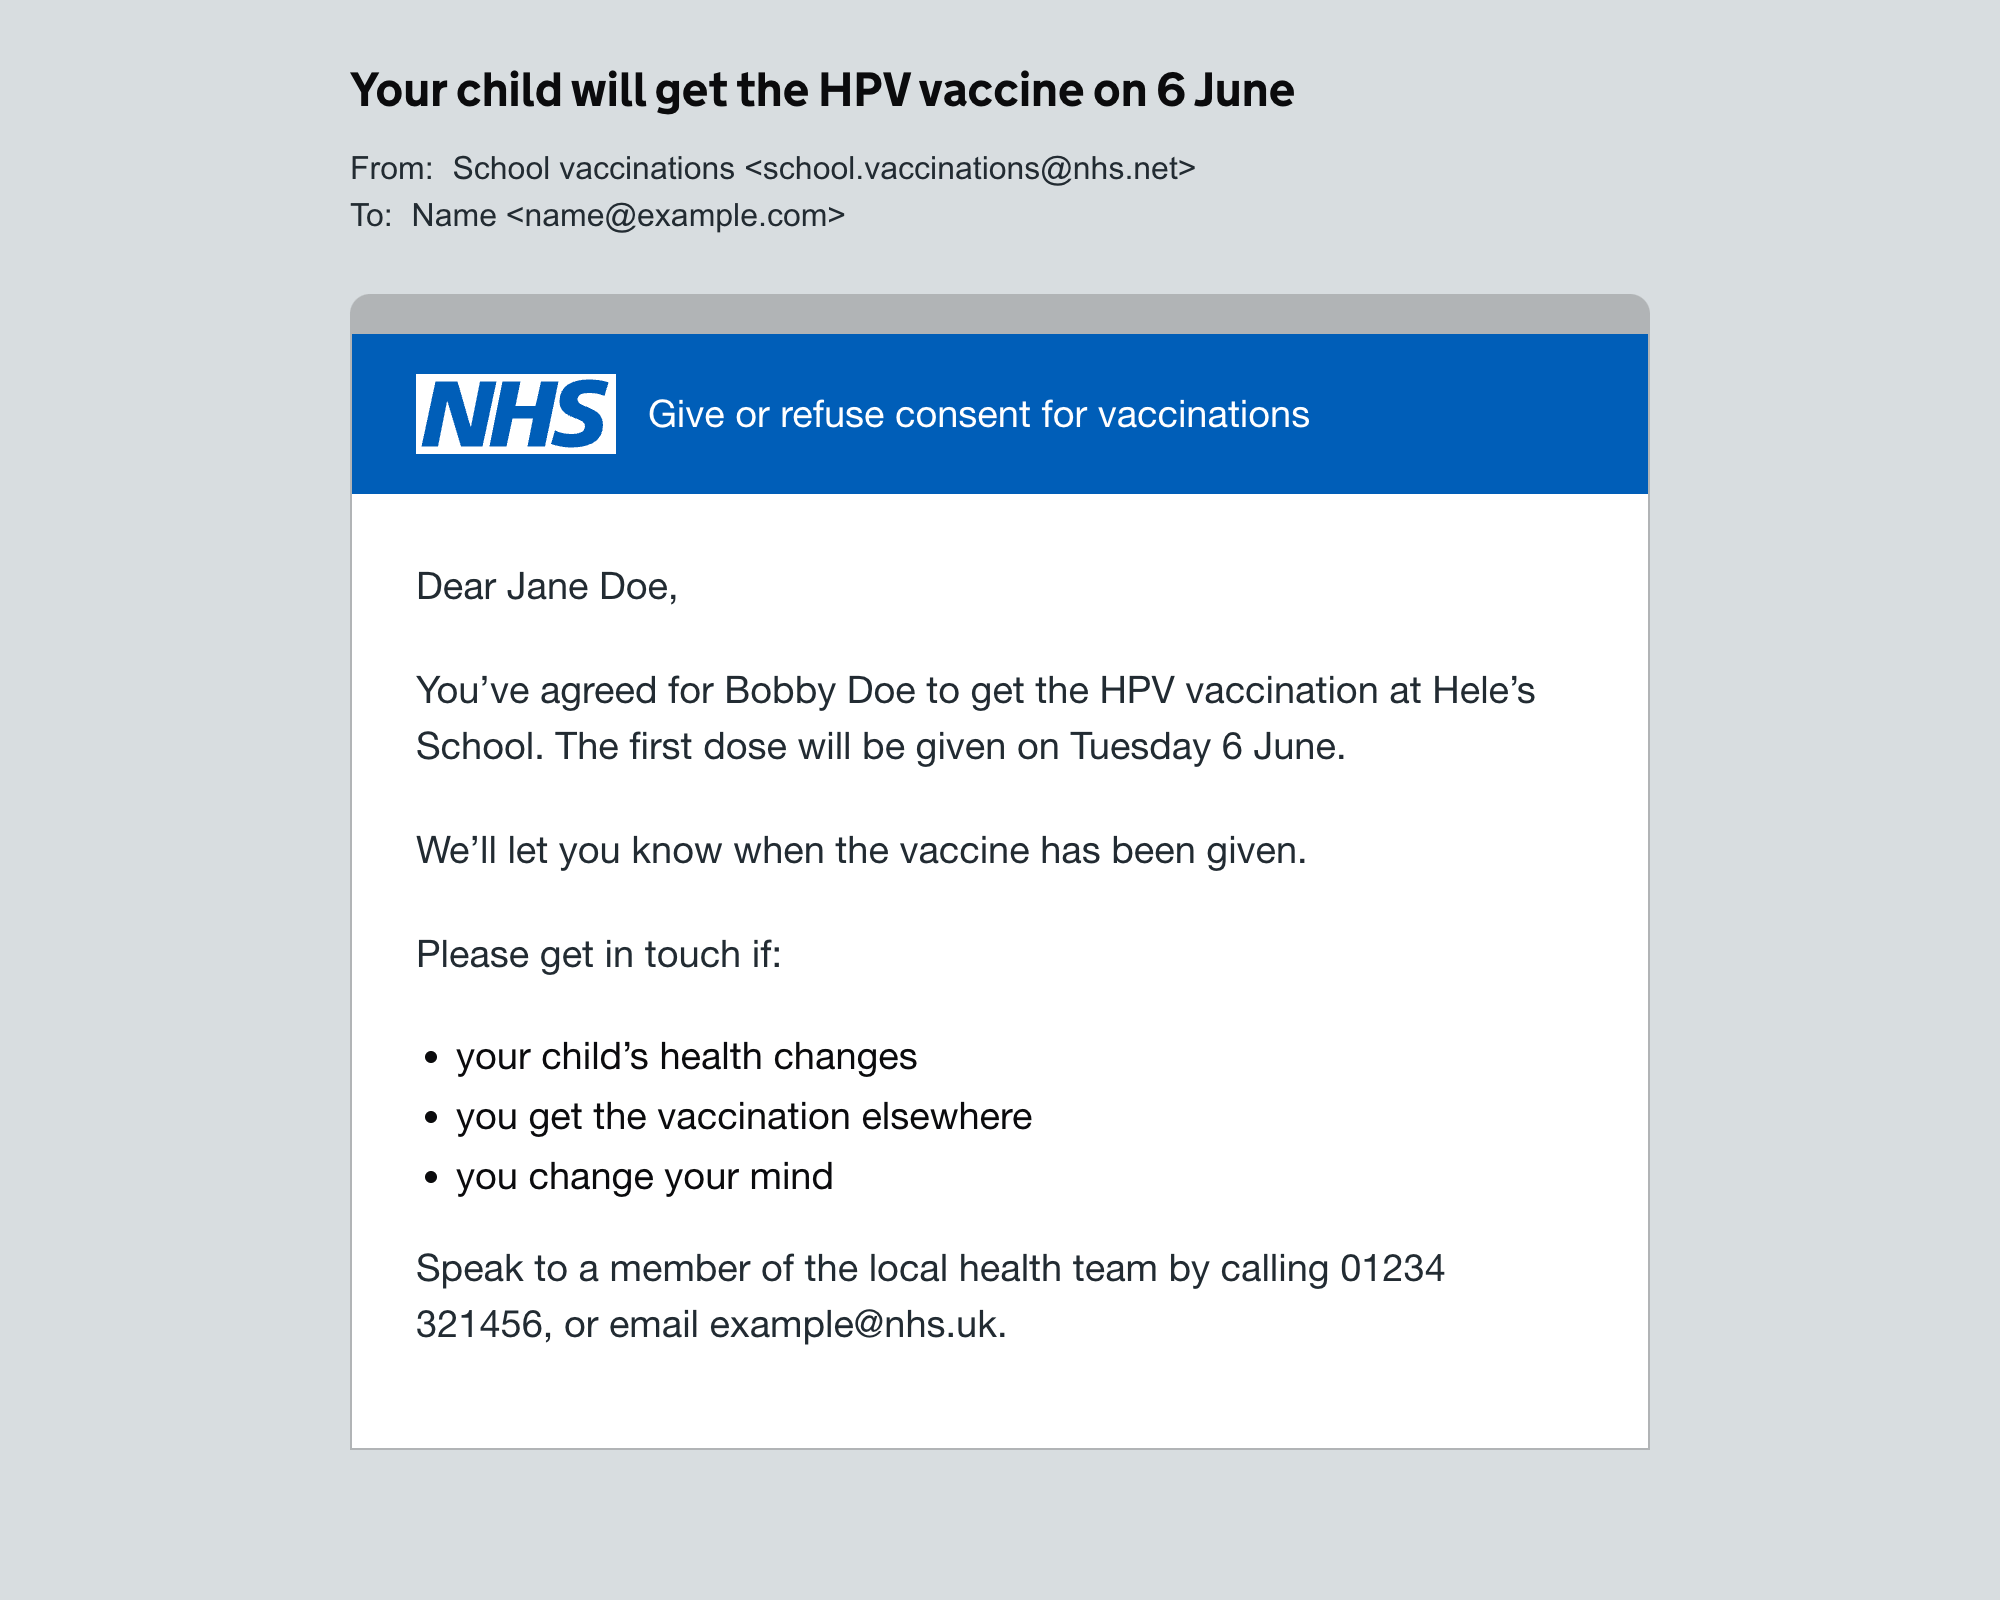 Your child will get the HPV vaccine on 6 June
From: School vaccinations <school.vaccinations@nhs.net>
To: Name <name@example.com>
NHS Give or refuse consent for vaccinations
Dear Jane Doe,
You’ve agreed for Bobby Doe to get the HPV vaccination at Hele’s
School. The first dose will be given on Tuesday 6 June.
We’ll let you know when the vaccine has been given.
Please get in touch if:
• your child’s health changes
• you get the vaccination elsewhere
• you change your mind
Speak to a member of the local health team by calling 01234
321456, or email example@nhs.uk.